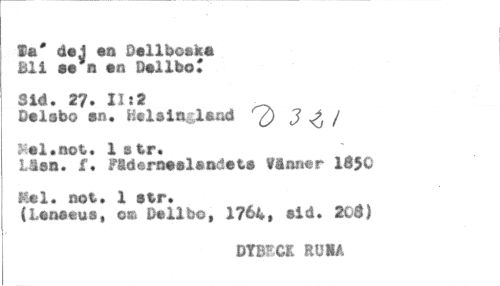 Ta´ dej en Dellboska
Bli se´n en Dellbo.´
Sid. 27. II:2
Delsbo sn. Helsingland D 321
Mel.not. 1 str.
Läsn. f. Fäderneslandets Vänner 1850
Mel. not. 1 str.
(Lenaeus, om Dellbo, 1764, sid. 208)
DYBECK RUNA